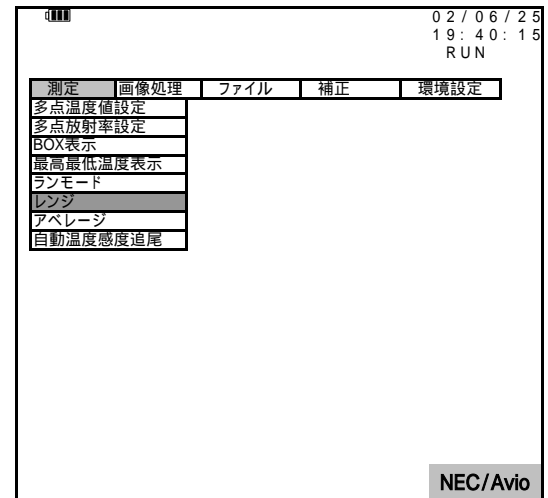 02/06/25
19:40:15
RUN
測定 画像処理 ファイル 補正 環境設定
多点温度値設定
多点放射率設定
BOX表示
最高最低温度表示
ランモード
レンジ
アベレージ
自動温度感度追尾
NEC/Avio